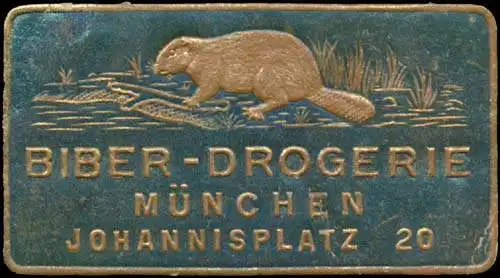 BIBER-DROGERIE
MÜNCHEN
JOHANNISPLATZ 20